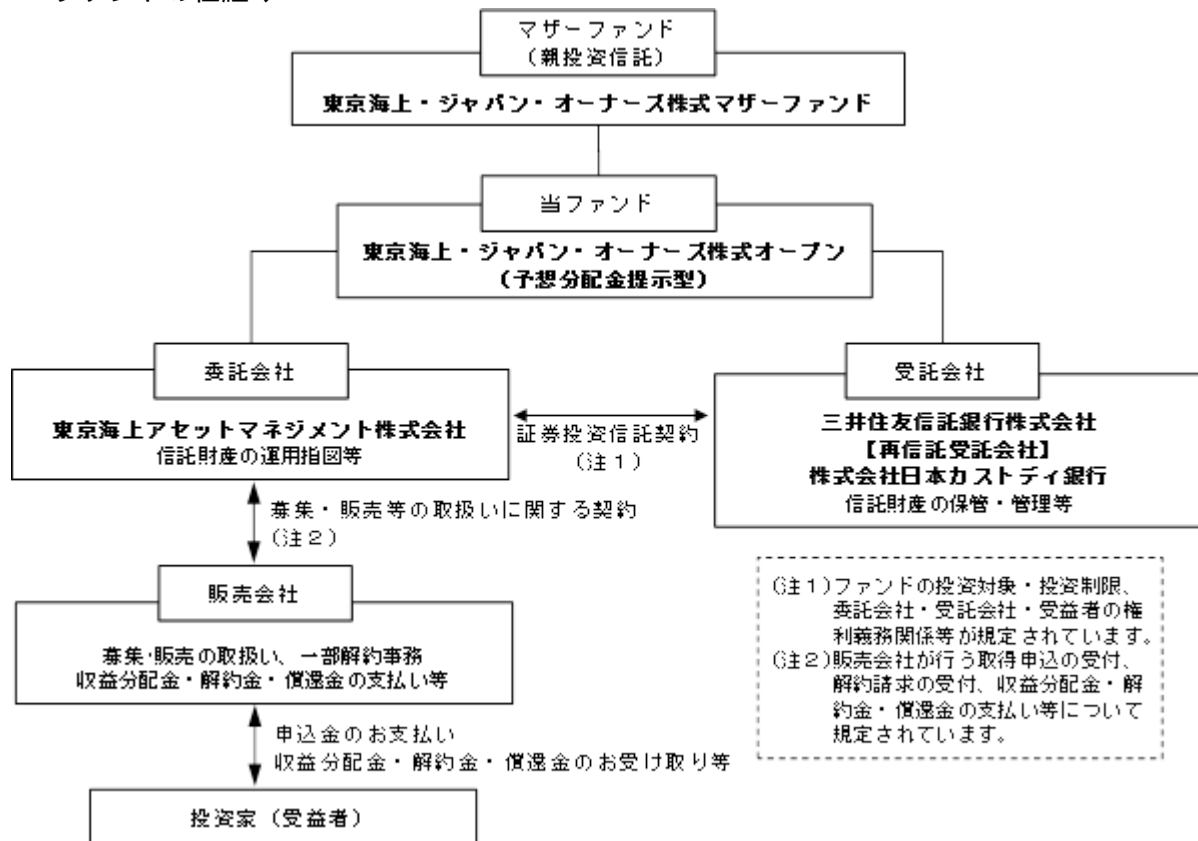 マザーファンド
(親投資信託)
東京海上・ジャパン・オーナーズ株式マザーファンド
当ファンド
東京海上・ジャパン・オーナーズ株式オープン
(予想分配金提示型)
委託会社
東京海上アセットマネジメント株式会社
信託財産の運用指図等
証券投資信託契約
(注1)
受託会社
三井住友信託銀行株式会社
【再信託受託会社】
株式会社日本カストディ銀行
信託財産の保管・管理等
募集・販売等の取扱いに関する契約
(注2)
販売会社
募集・販売の取扱い、一部解約事務
収益分配金・解約金・償還金の支払い等
申込金のお支払い
収益分配金・解約金・償還金のお受け取り等
投資家(受益者)
(注1)ファンドの投資対象・投資制限、
委託会社・受託会社・受益者の権
利義務関係等が規定されています。
(注2)販売会社が行う取得申込の受付、
解約請求の受付、収益分配金・解
約金・償還金の支払い等について
規定されています。